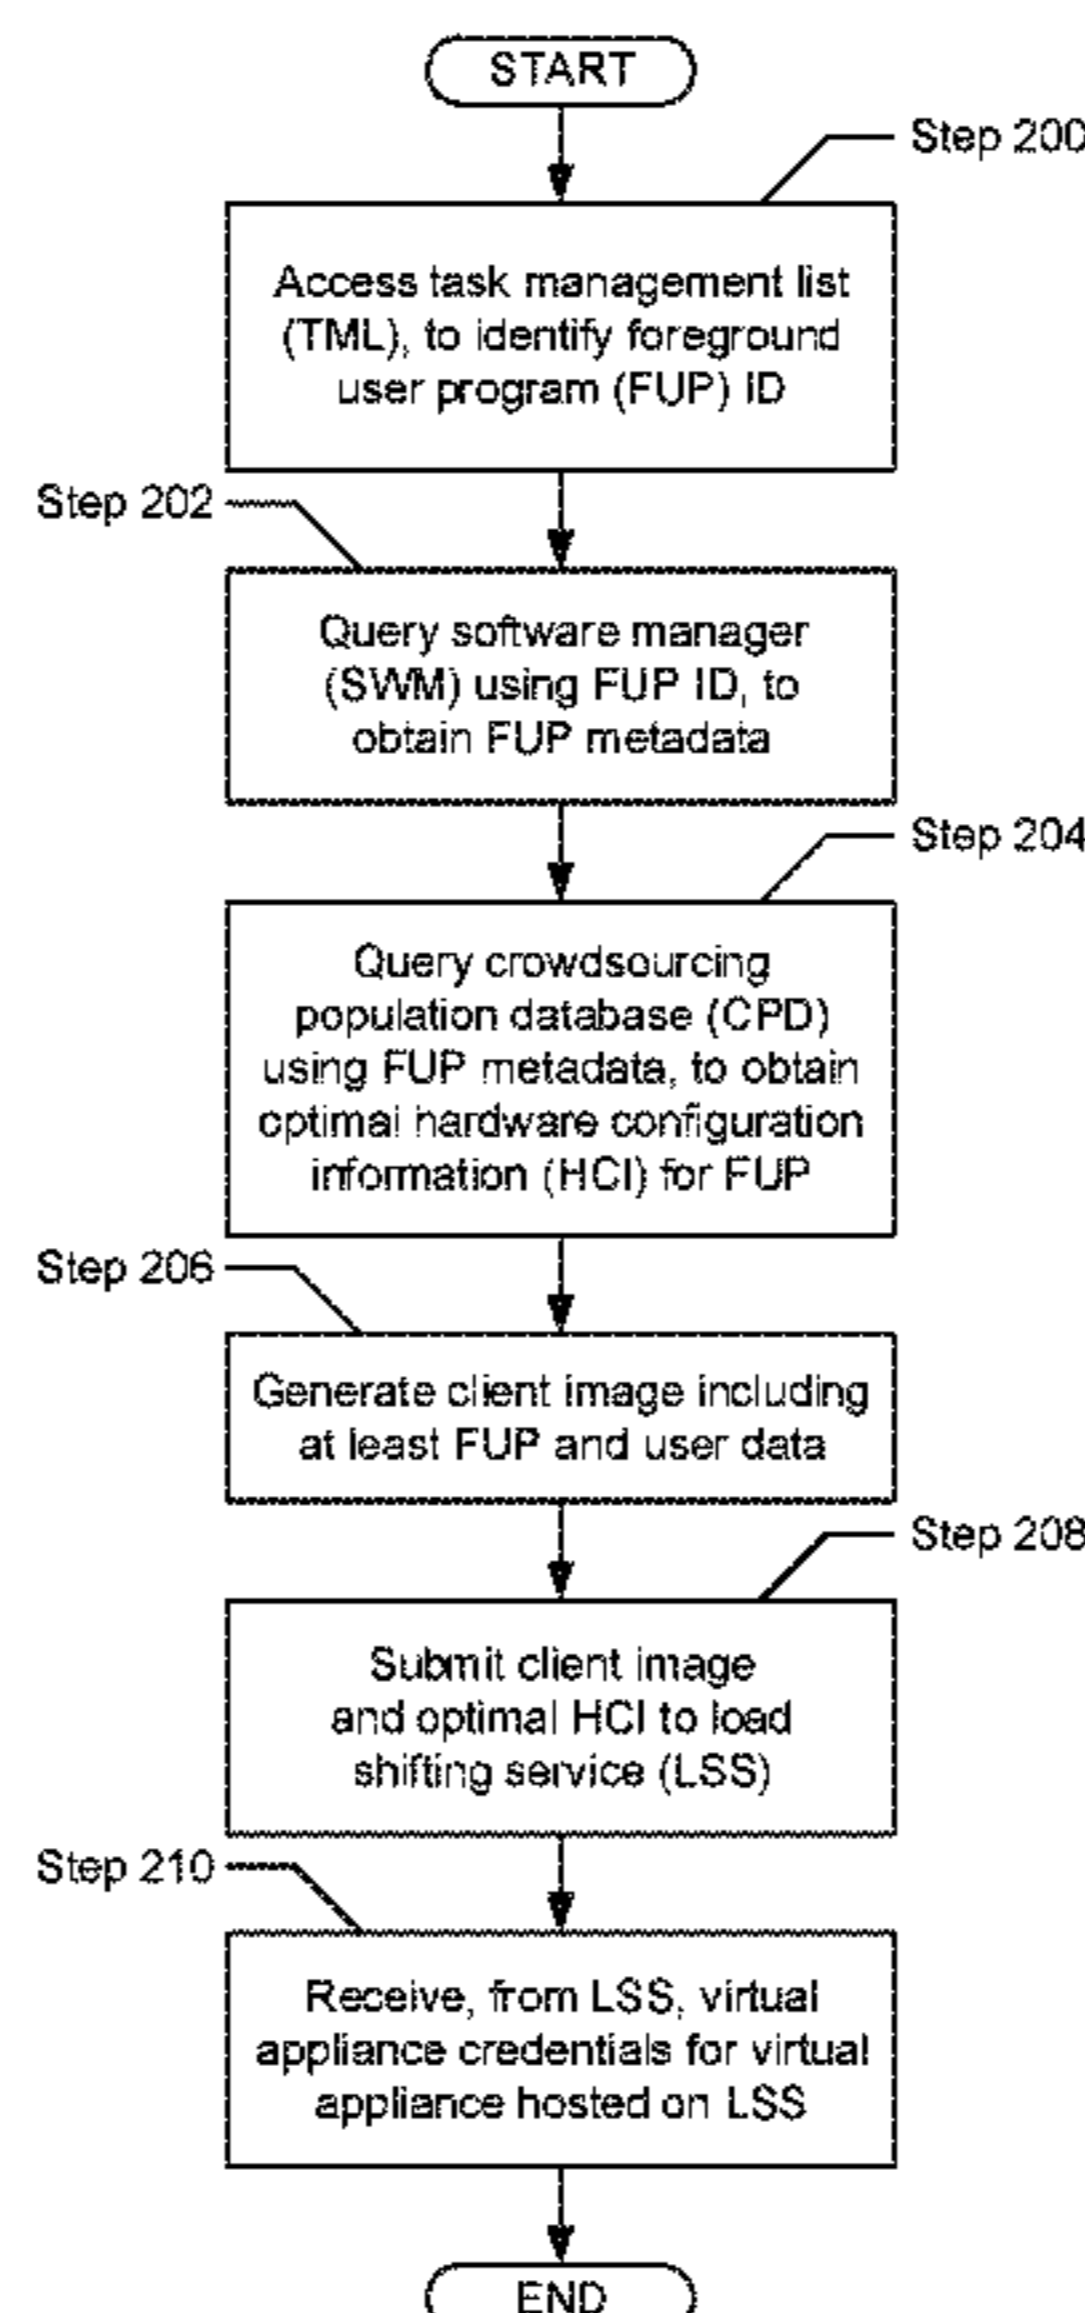 START
Step 200
Access task management list
(TML), to identify foreground
user program (FUP) ID
Step 202
Query software manager
(SWM) using FUP ID, to
obtain FUP metadata
Step 204
Query crowdsourcing
population database (CPD)
using FUP metadata, to obtain
optimal hardware configuration
information (HCI) for FUP
Step 206
Generate client image including
at least FUP and user data
Step 208
Submit client image
and optimal HCI to load
shifting service (LSS)
Step 210
Receive, from LSS, virtual
appliance credentials for virtual
appliance hosted on LSS
END